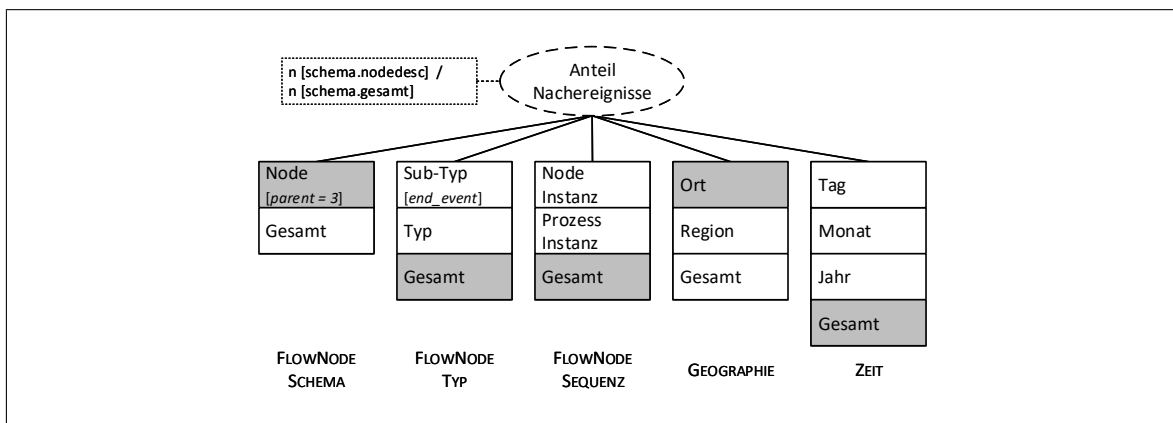 n [schema.nodedesc] /
n [schema.gesamt]
Anteil
Nachereignisse
Node
[parent = 3]
Gesamt
Sub-Typ
[end_event]
Typ
Gesamt
Node
Instanz
Prozess
Instanz
Gesamt
Ort
Region
Gesamt
Tag
Monat
Jahr
Gesamt
FLOWNODE
SCHEMA
FLOWNODE
TYP
FLOWNODE
SEQUENZ
GEOGRAPHIE
ZEIT